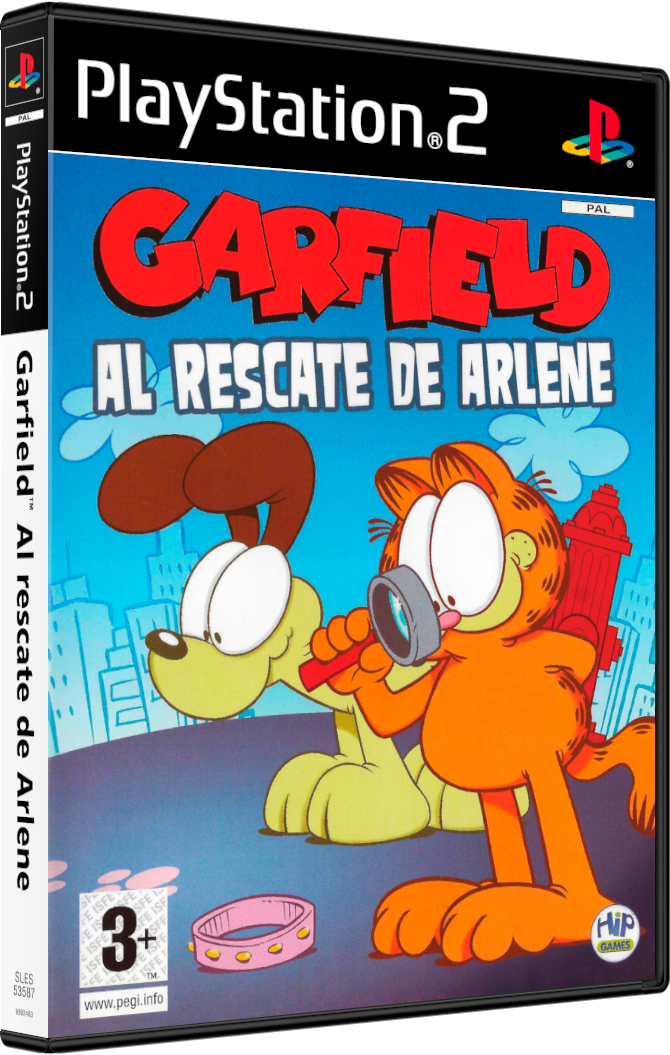 PAL
PlayStation®2
Garfield™ Al rescate de Arlene
SLES
53587
PlayStation®2
PAL
GARFIELD
AL RESCATE DE ARLENE
3+
TM
www.pegi.info
HiP
GAMES